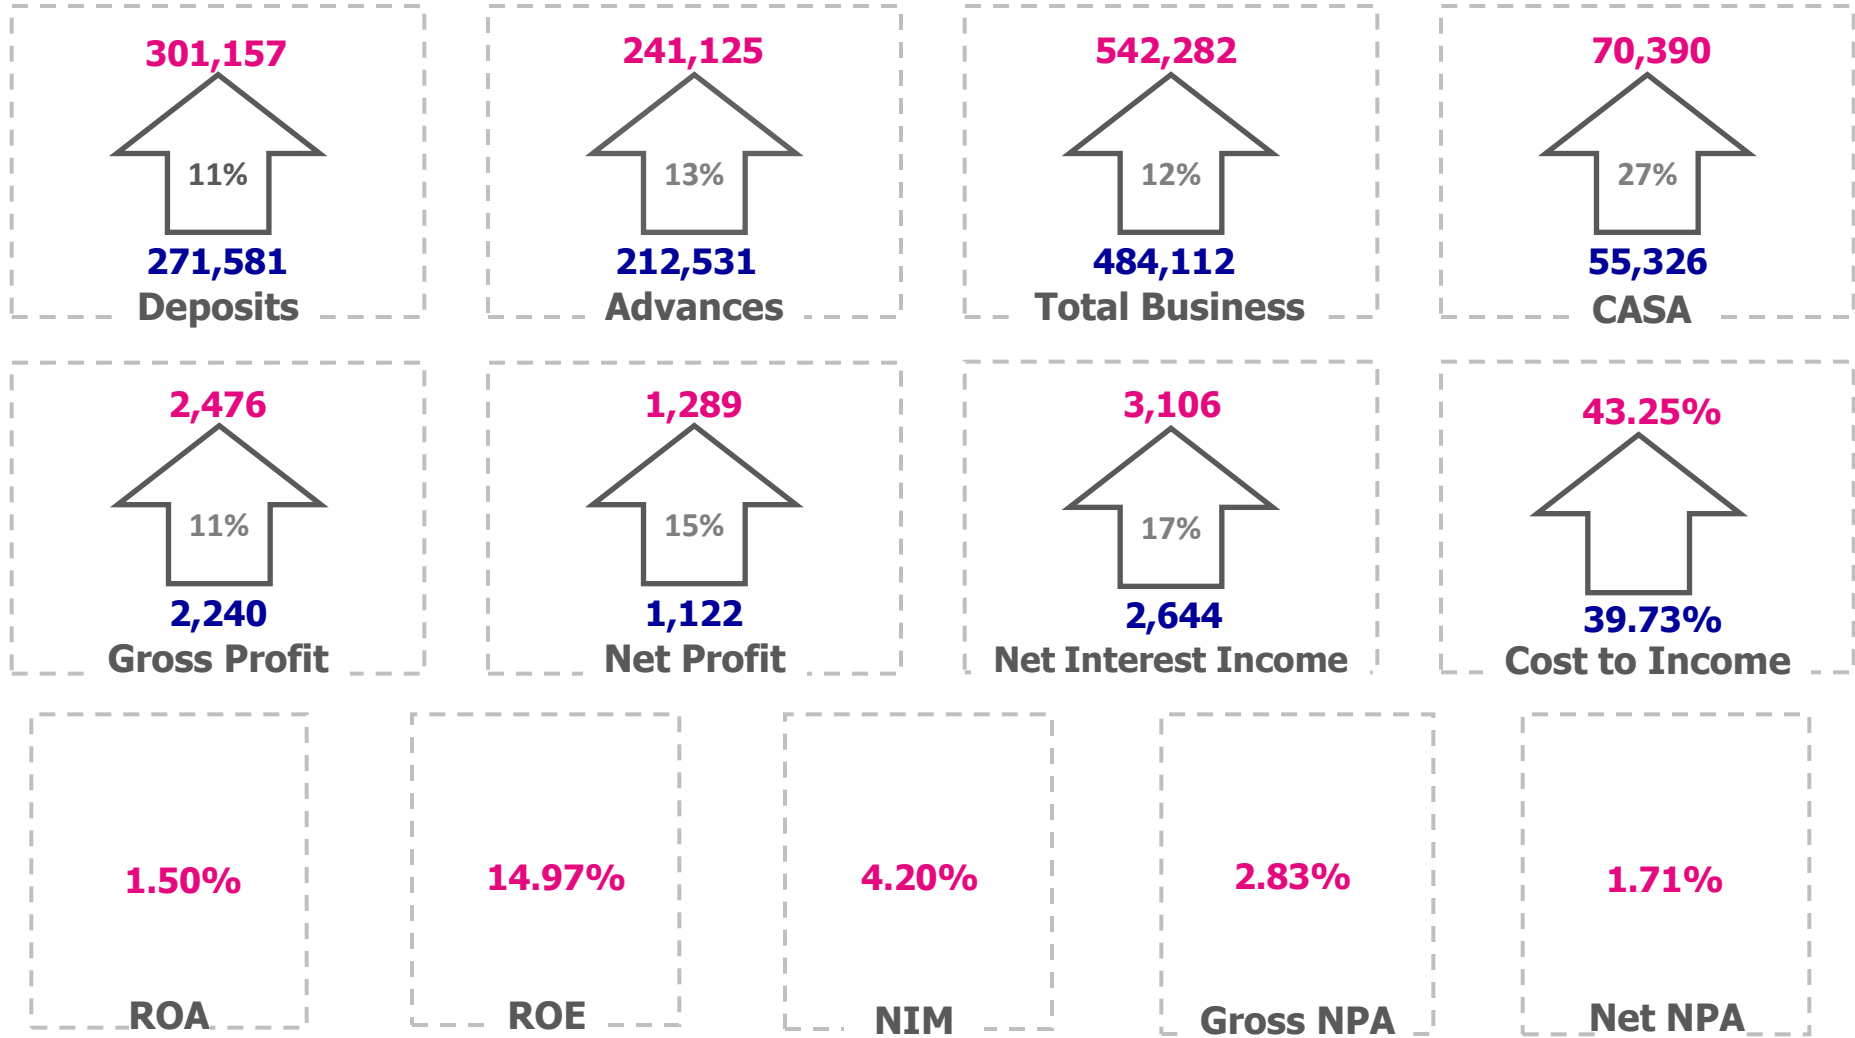 301,157
11%
271,581
Deposits
241,125
13%
212,531
Advances
542,282
12%
484,112
Total Business
70,390
27%
55,326
CASA
2,476
11%
2,240
Gross Profit
1,289
15%
1,122
Net Profit
3,106
17%
2,644
Net Interest Income
43.25%
39.73%
Cost to Income
1.50%
ROA
14.97%
ROE
4.20%
NIM
2.83%
Gross NPA
1.71%
Net NPA